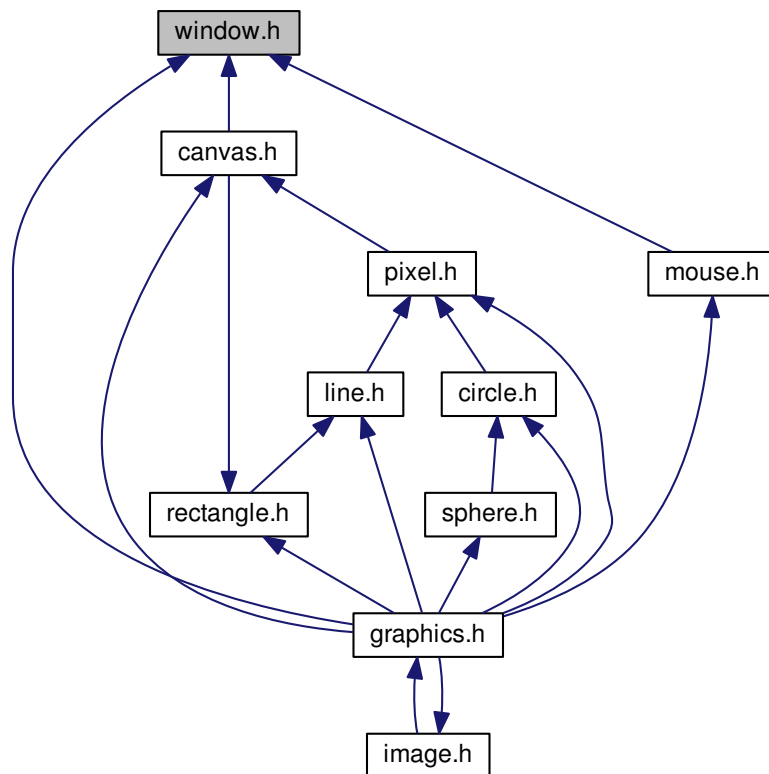 window.h
canvas.h
pixel.h
mouse.h
line.h
circle.h
rectangle.h
sphere.h
graphics.h
image.h